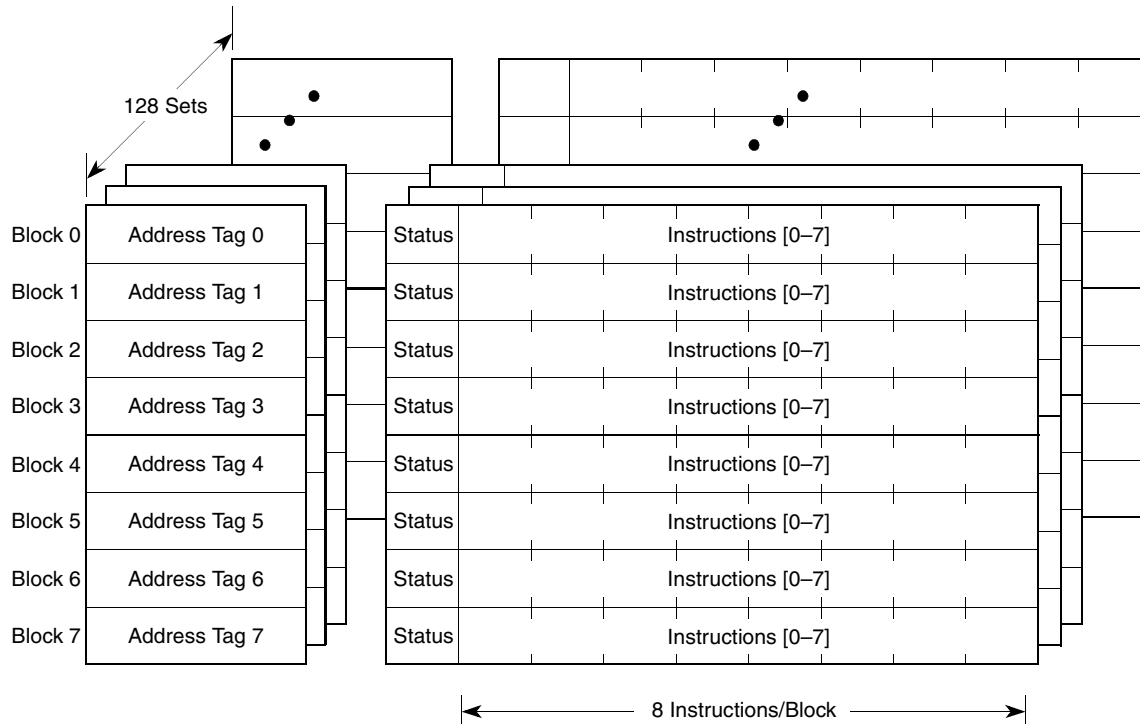 128 Sets
Block 0 Address Tag 0 Status Instructions [0–7]
Block 1 Address Tag 1 Status Instructions [0–7]
Block 2 Address Tag 2 Status Instructions [0–7]
Block 3 Address Tag 3 Status Instructions [0–7]
Block 4 Address Tag 4 Status Instructions [0–7]
Block 5 Address Tag 5 Status Instructions [0–7]
Block 6 Address Tag 6 Status Instructions [0–7]
Block 7 Address Tag 7 Status Instructions [0–7]
8 Instructions/Block